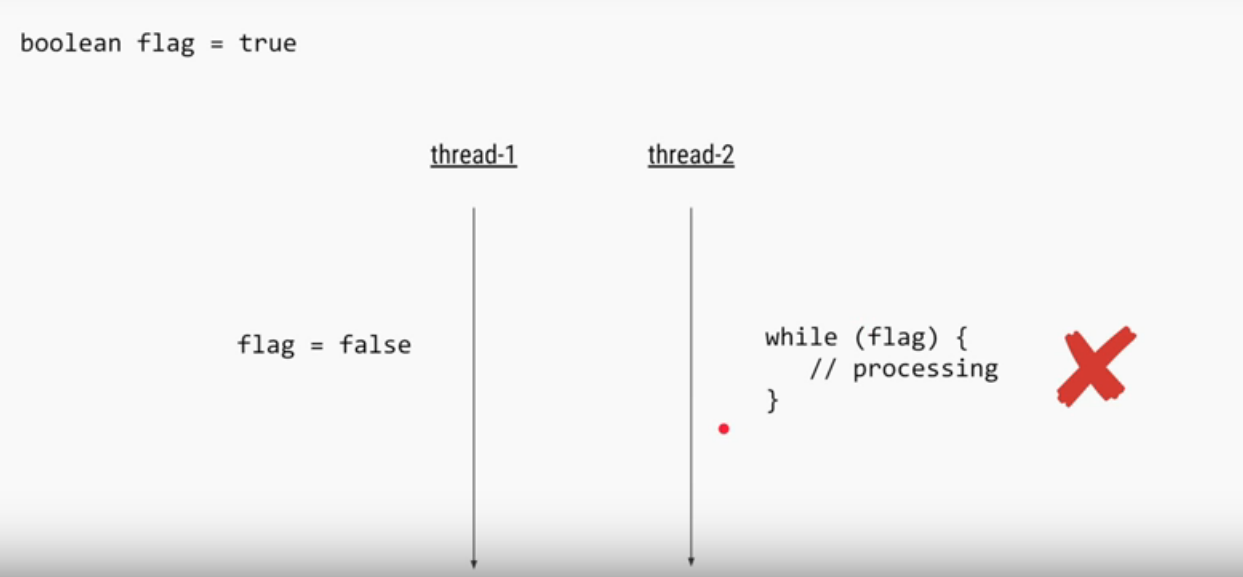 boolean flag = true
thread-1
thread-2
flag = false
while (flag) {
// processing
}